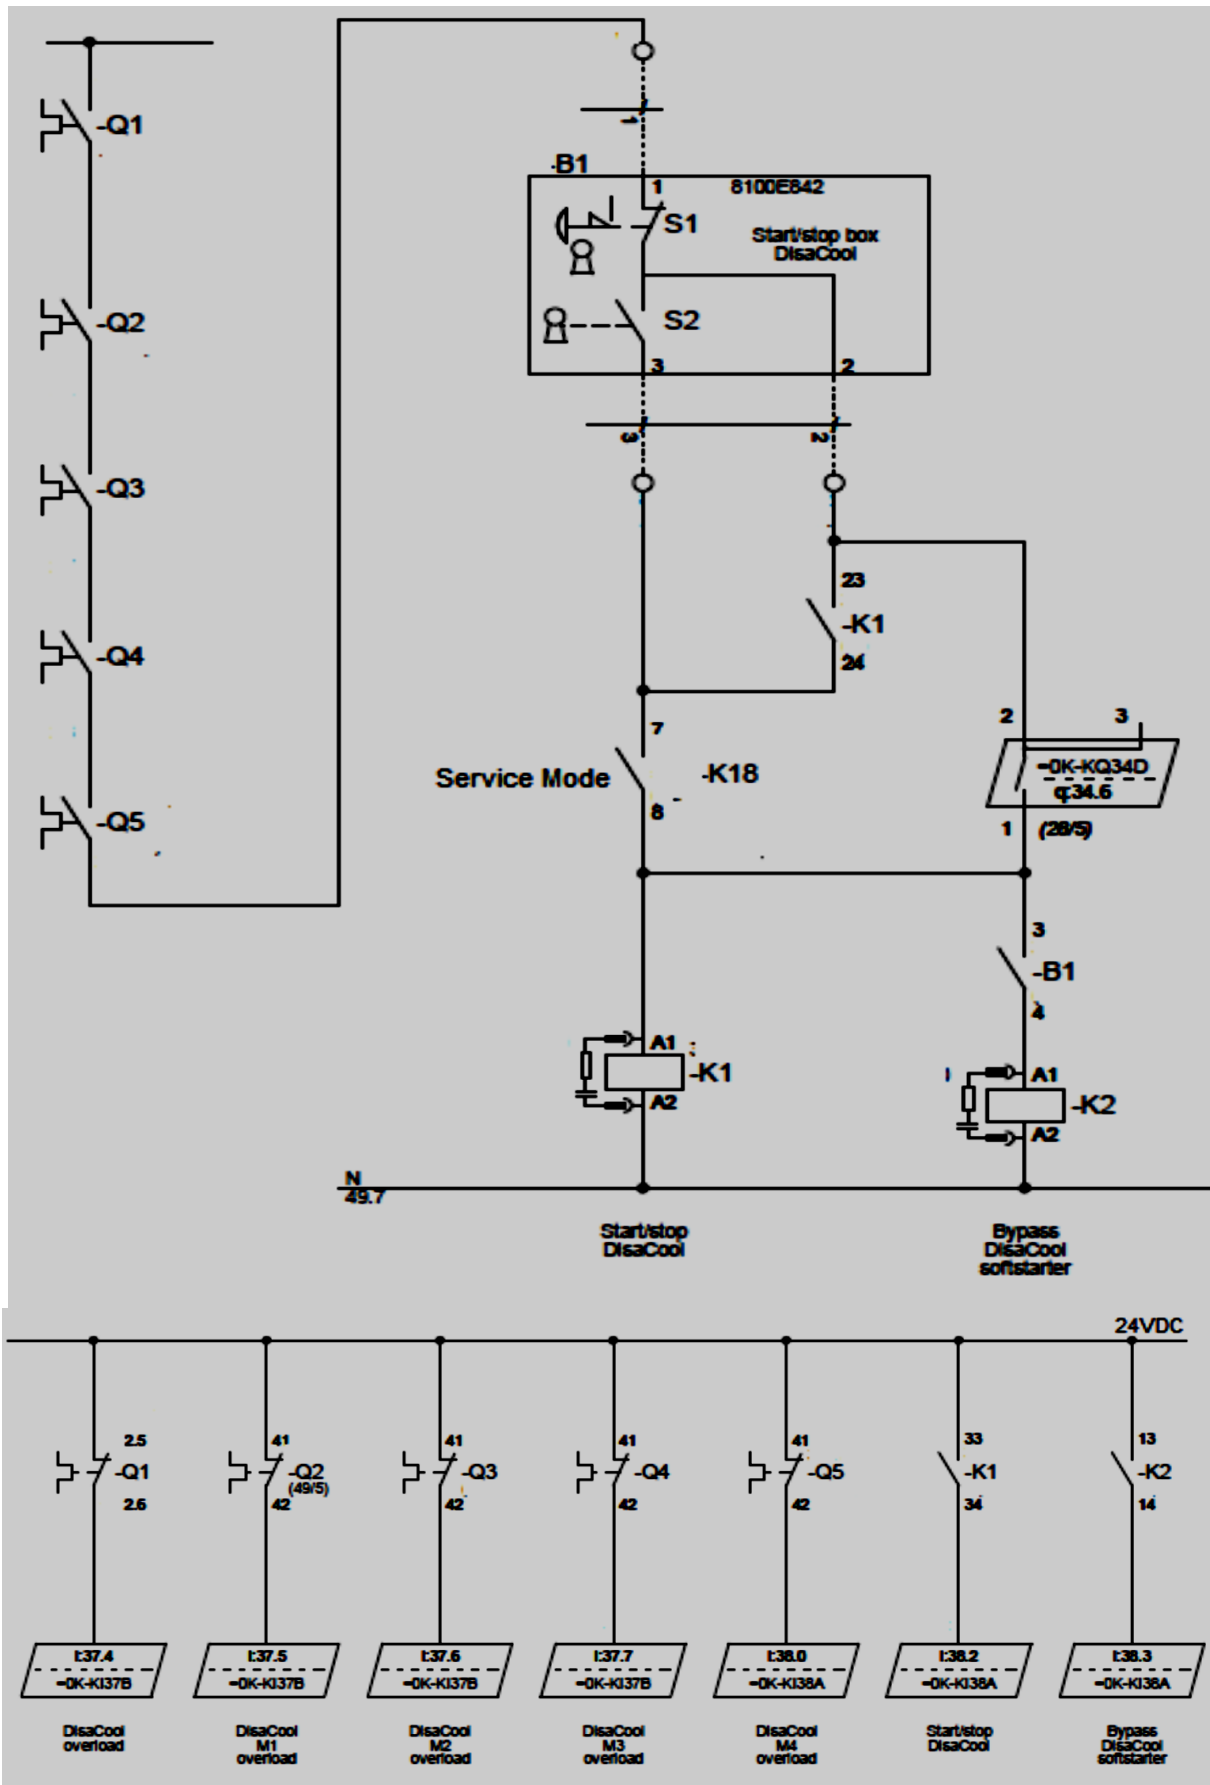 -Q1
-Q2
-Q3
-Q4
-Q5
1
-B1
1
8100E842
S1
Start/stop box
DisaCool
S2
3
2
3
2
23
-K1
24
7
Service Mode
-K18
8
2
3
=0K-KQ34D
q:34.6
1
(28/5)
3
-B1
4
A1
-K1
A2
A1
-K2
A2
N
49.7
Start/stop
DisaCool
Bypass
DisaCool
softstarter
24VDC
2.5
-Q1
2.6
41
-Q2
(49/5)
42
41
-Q3
42
41
-Q4
42
41
-Q5
42
33
-K1
34
13
-K2
14
I:37.4
=0K-KI37B
I:37.5
=0K-KI37B
I:37.6
=0K-KI37B
I:37.7
=0K-KI37B
I:38.0
=0K-KI38A
I:38.2
=0K-KI38A
I:38.3
=0K-KI38A
DisaCool
overload
DisaCool
M1
overload
DisaCool
M2
overload
DisaCool
M3
overload
DisaCool
M4
overload
Start/stop
DisaCool
Bypass
DisaCool
softstarter